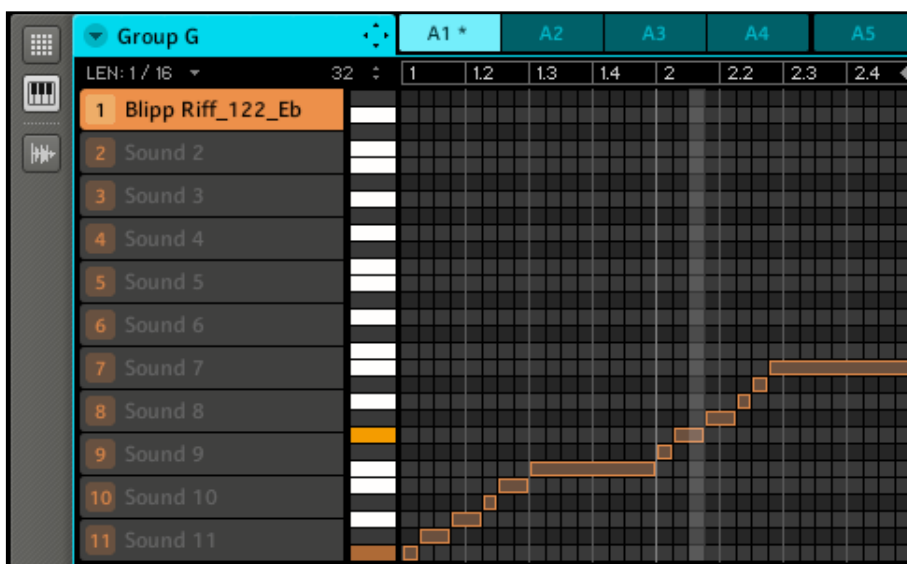 Group G
A1 * A2 A3 A4 A5
LEN: 1 / 16 32 1 1.2 1.3 1.4 2 2.2 2.3 2.4
1 Blipp Riff_122_Eb
2 Sound 2
3 Sound 3
4 Sound 4
5 Sound 5
6 Sound 6
7 Sound 7
8 Sound 8
9 Sound 9
10 Sound 10
11 Sound 11